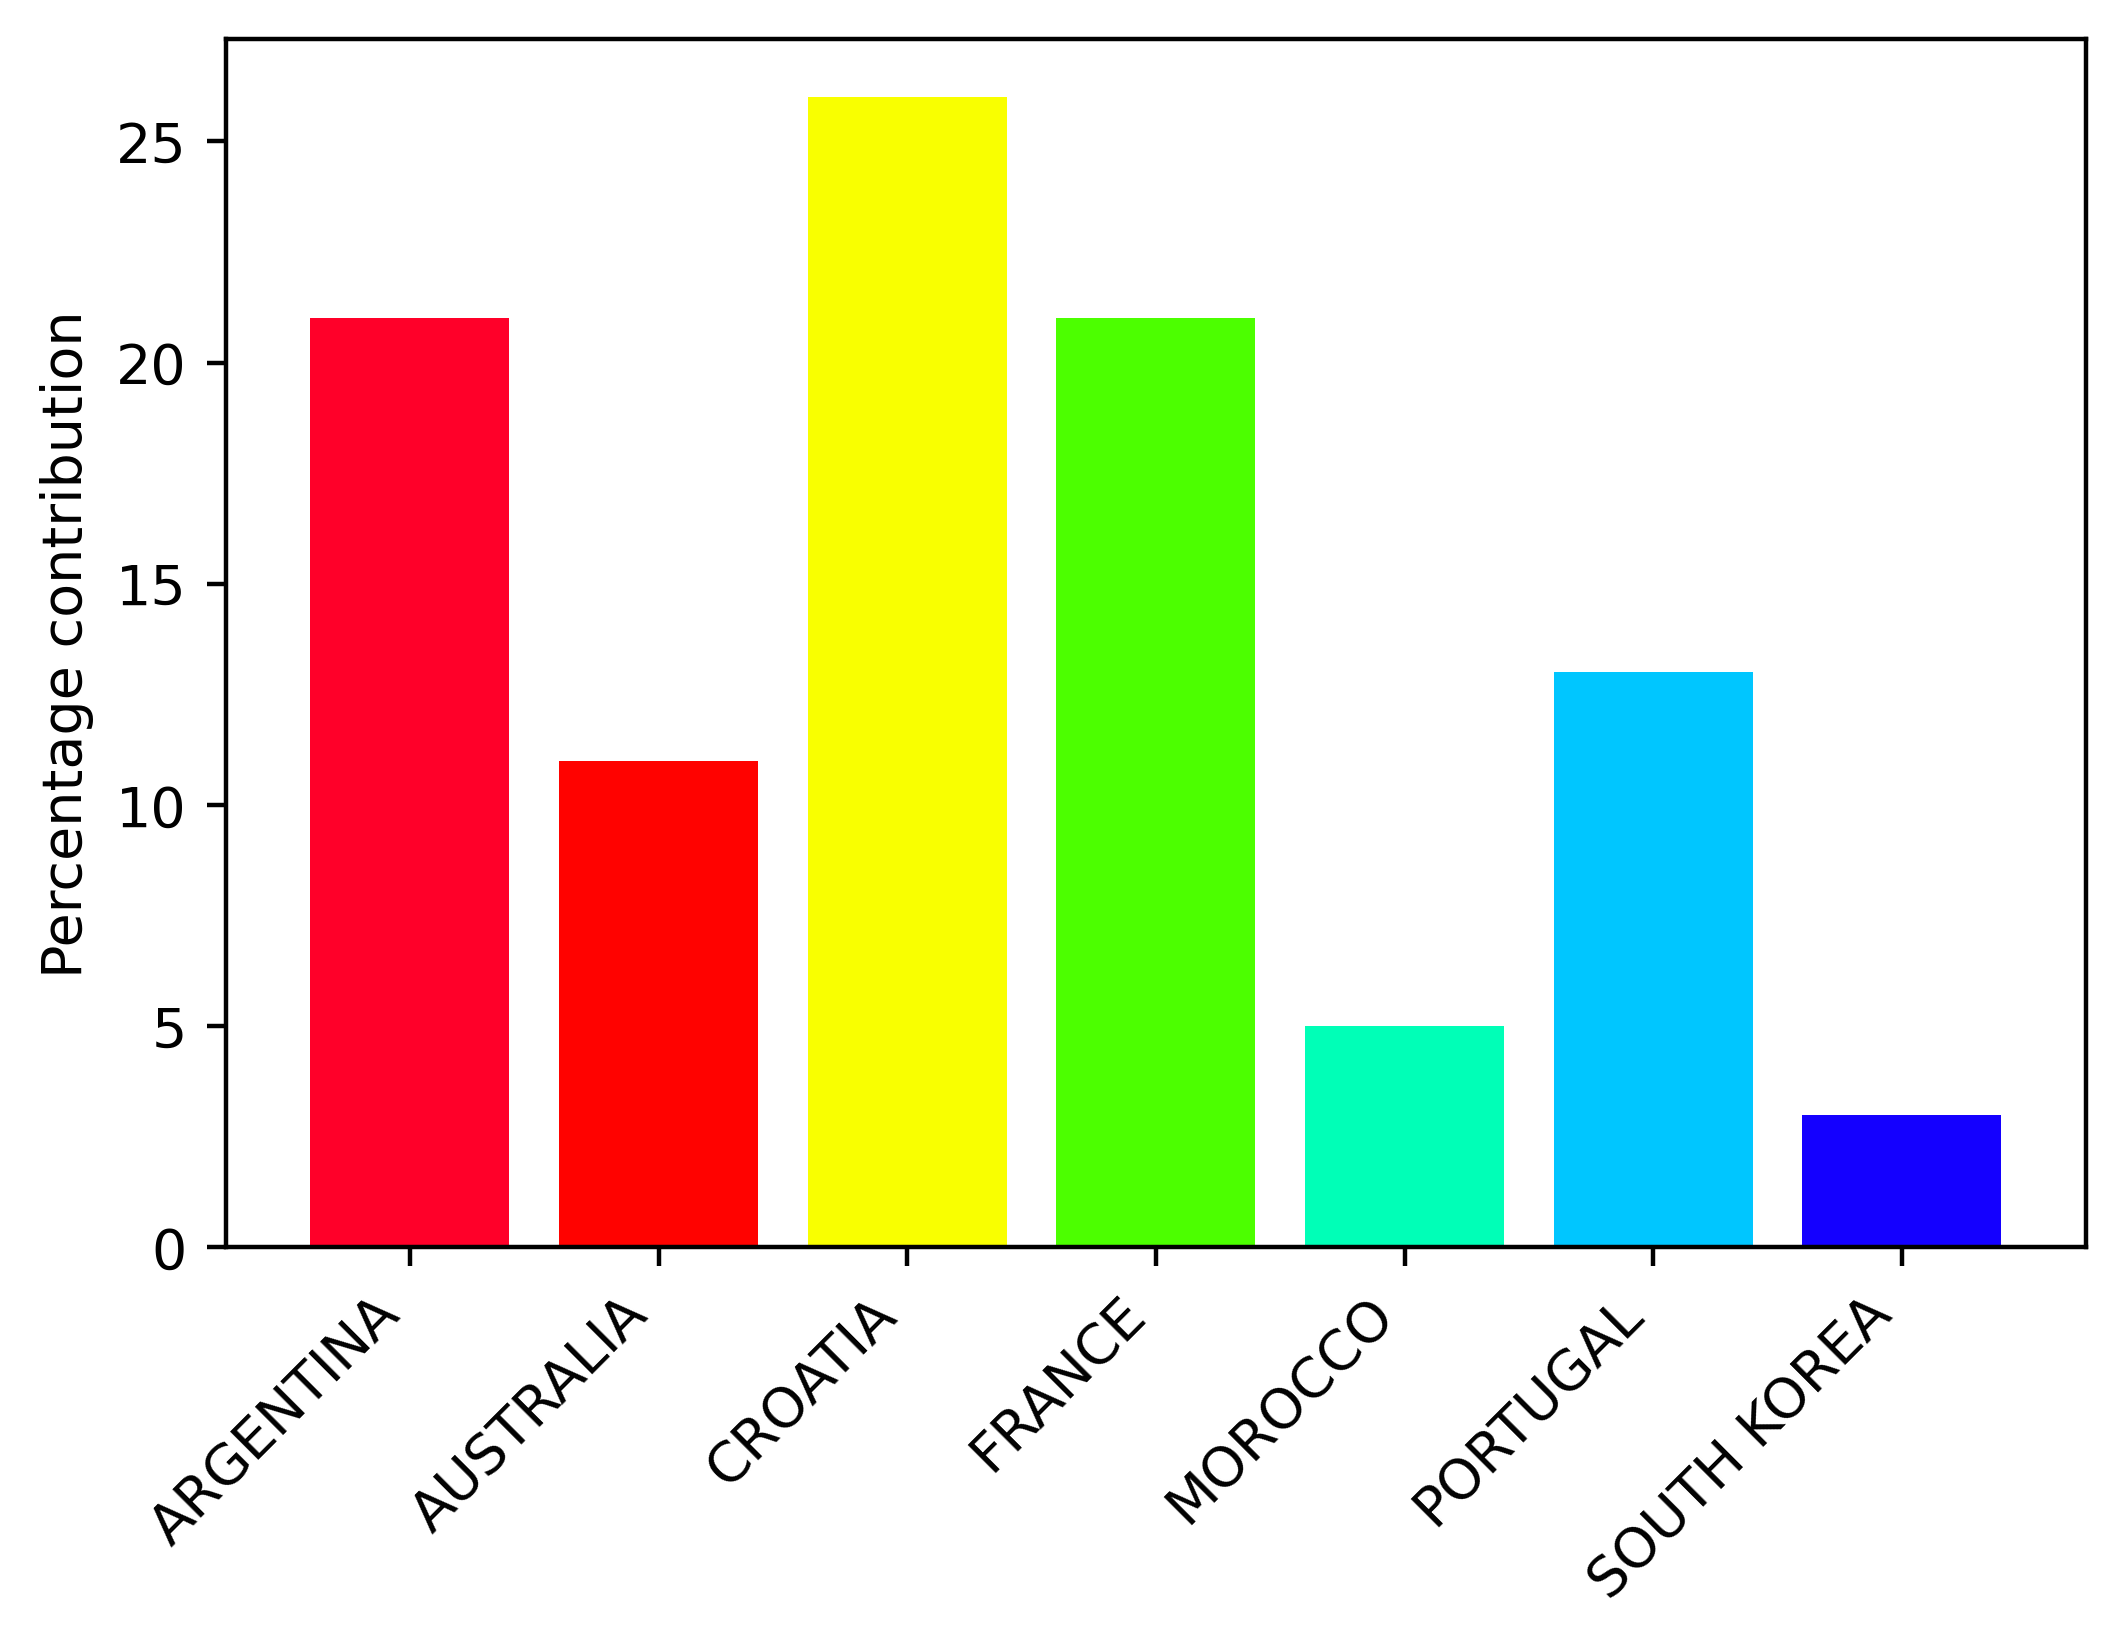 Percentage contribution
25
20
15
10
5
0
ARGENTINA
AUSTRALIA
CROATIA
FRANCE
MOROCCO
PORTUGAL
SOUTH KOREA